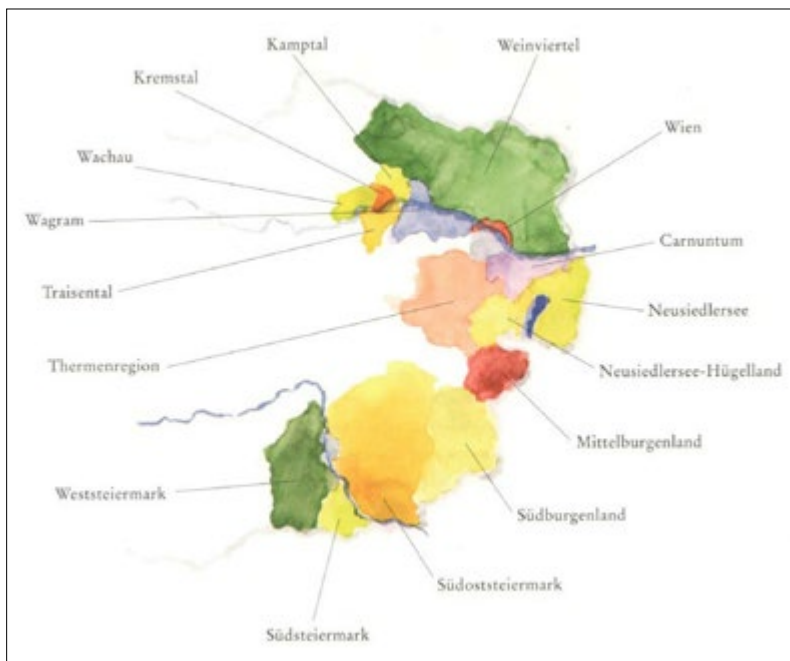 Kamptal
Weinviertel
Kremstal
Wien
Wachau
Wagram
Carnuntum
Traisental
Neusiedlersee
Thermenregion
Neusiedlersee-Hügelland
Mittelburgenland
Weststeiermark
Südburgenland
Südoststeiermark
Südsteiermark